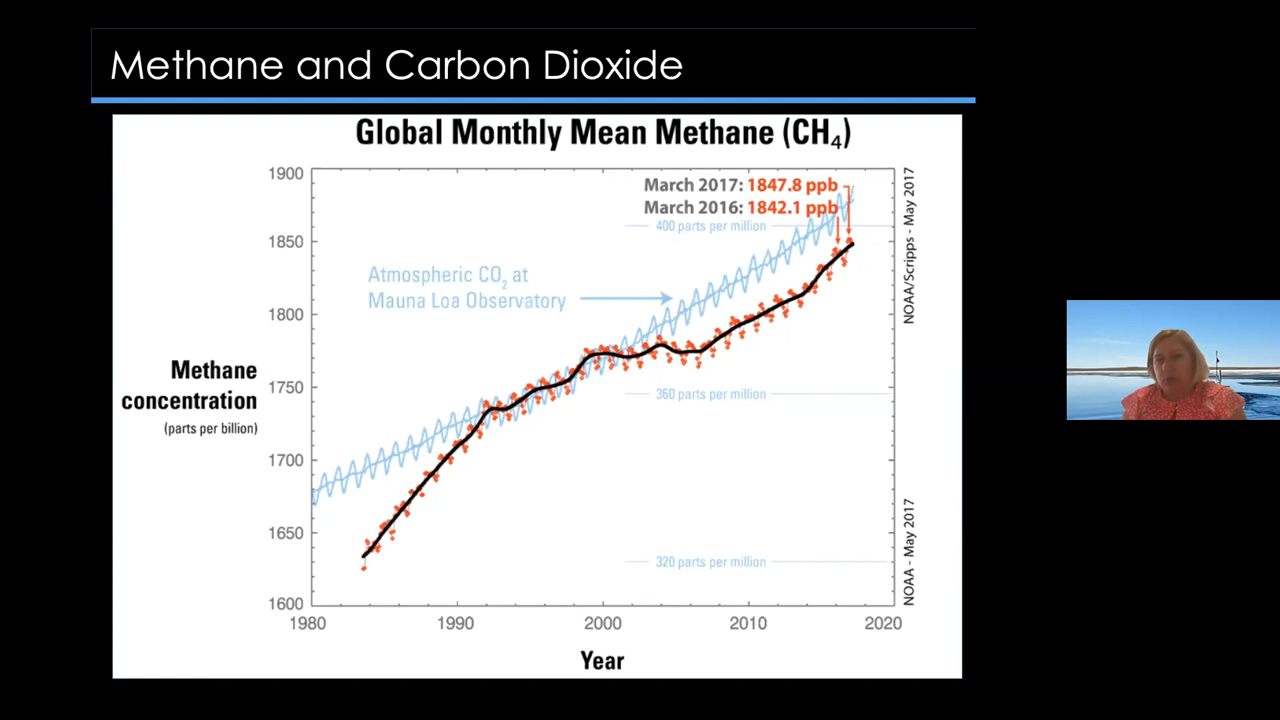 Methane and Carbon Dioxide
Global Monthly Mean Methane (CH₄)
1900
1850
1800
1750
1700
1650
1600
Methane
concentration
(parts per billion)
March 2017: 1847.8 ppb
March 2016: 1842.1 ppb
400 parts per million
Atmospheric CO₂ at
Mauna Loa Observatory
360 parts per million
320 parts per million
NOAA/Scripps - May 2017
NOAA - May 2017
1980
1990
2000
2010
2020
Year